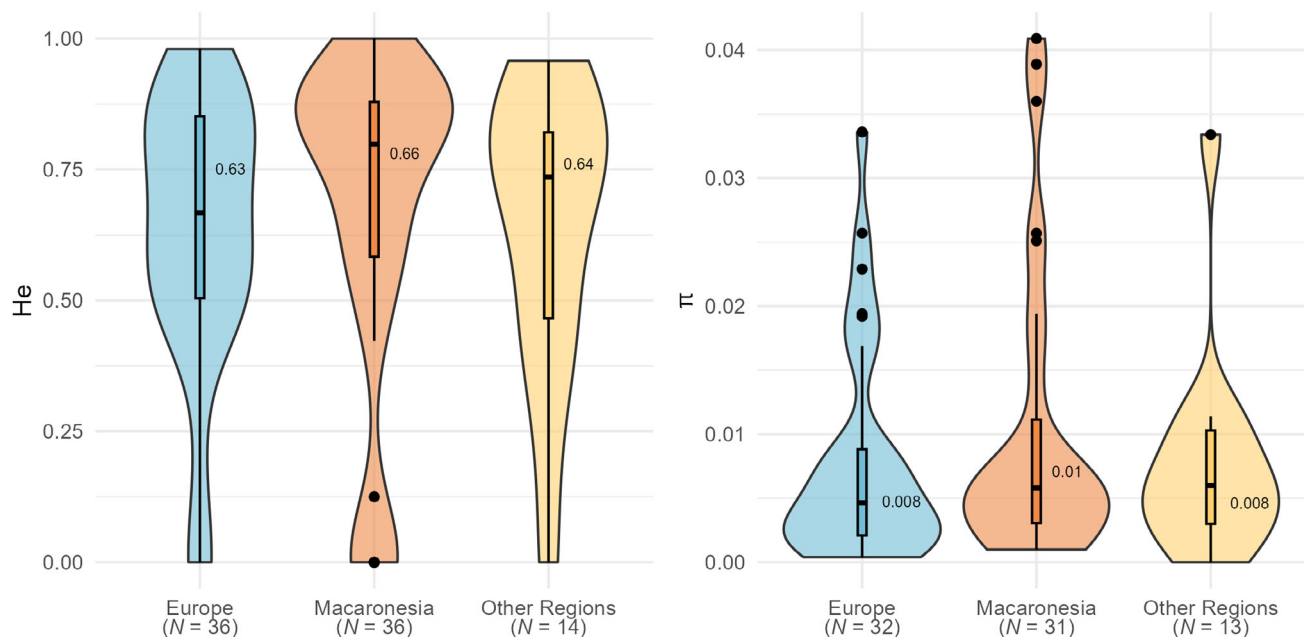 He
1.00
0.75
0.50
0.25
0.00
0.63
0.66
0.64
Europe
(N = 36)
Macaronesia
(N = 36)
Other Regions
(N = 14)
π
0.04
0.03
0.02
0.01
0.00
0.008
0.01
0.008
Europe
(N = 32)
Macaronesia
(N = 31)
Other Regions
(N = 13)